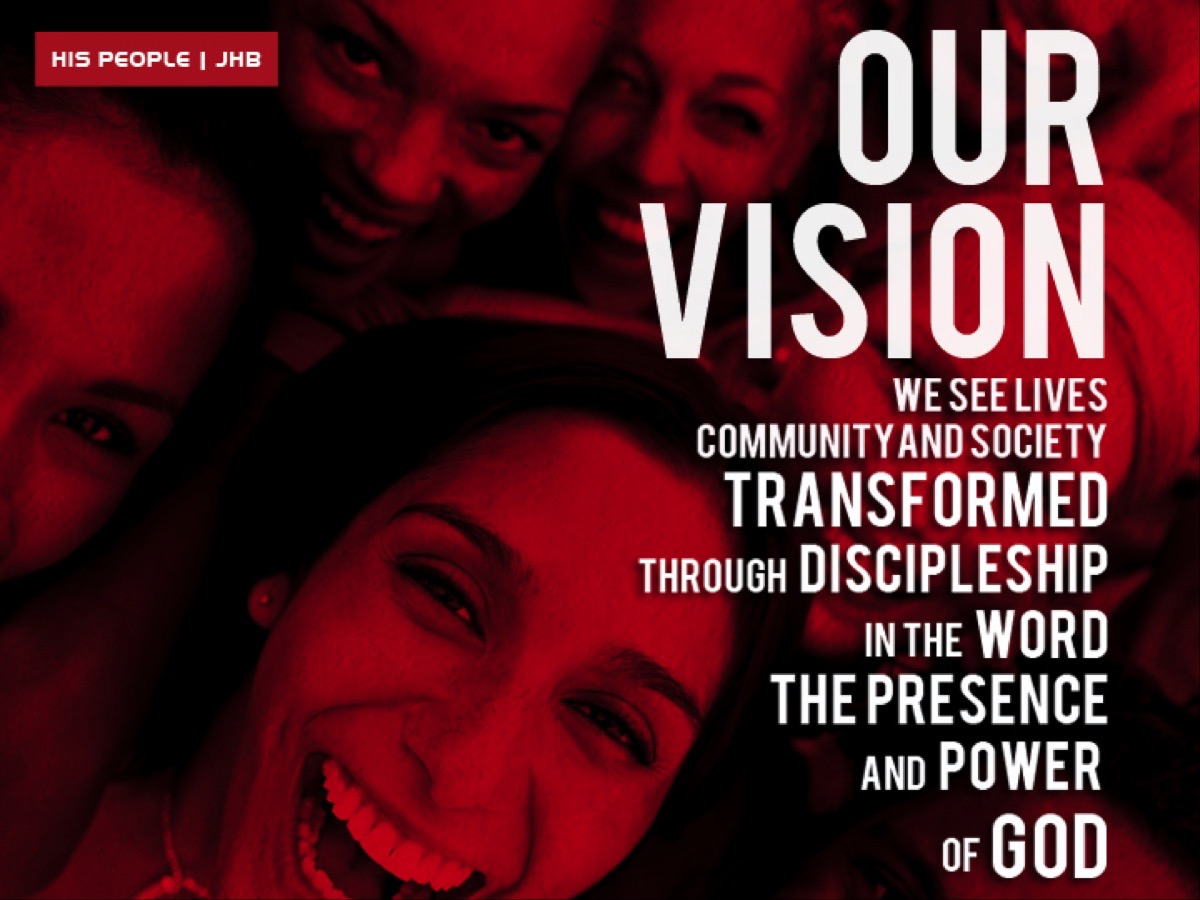 HIS PEOPLE | JHB
OUR
VISION
WE SEE LIVES
COMMUNITY AND SOCIETY
TRANSFORMED
THROUGH DISCIPLESHIP
IN THE WORD
THE PRESENCE
AND POWER
OF GOD